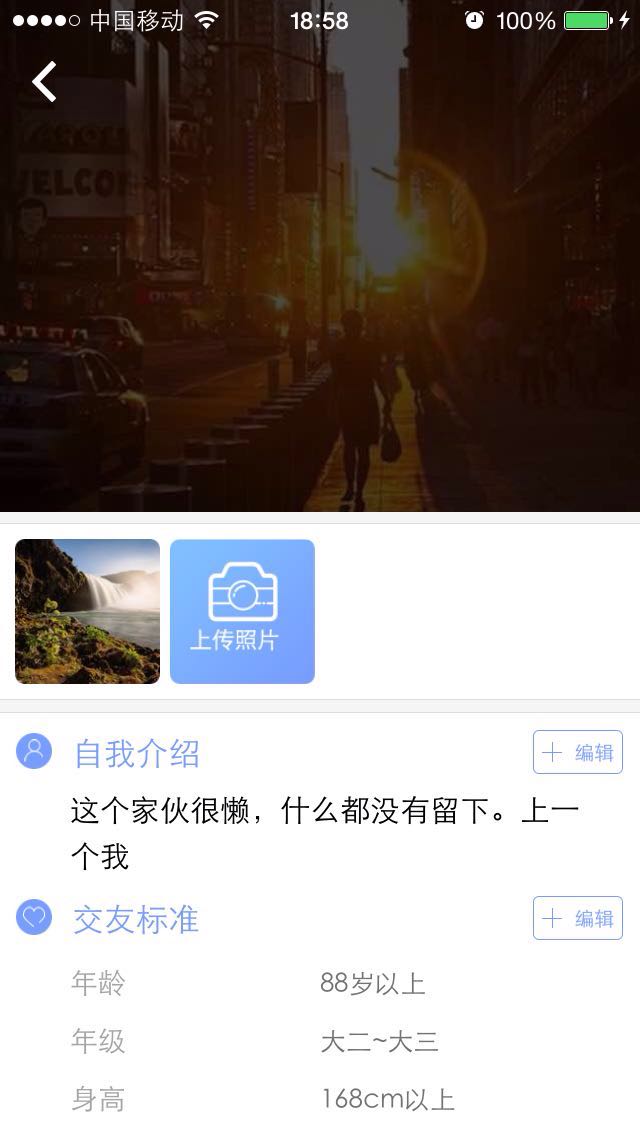 中国移动 18:58 100%
WELCO
上传照片
自我介绍 编辑
这个家伙很懒，什么都没有留下。上一
个我
交友标准 编辑
年龄 88岁以上
年级 大二~大三
身高 168cm以上